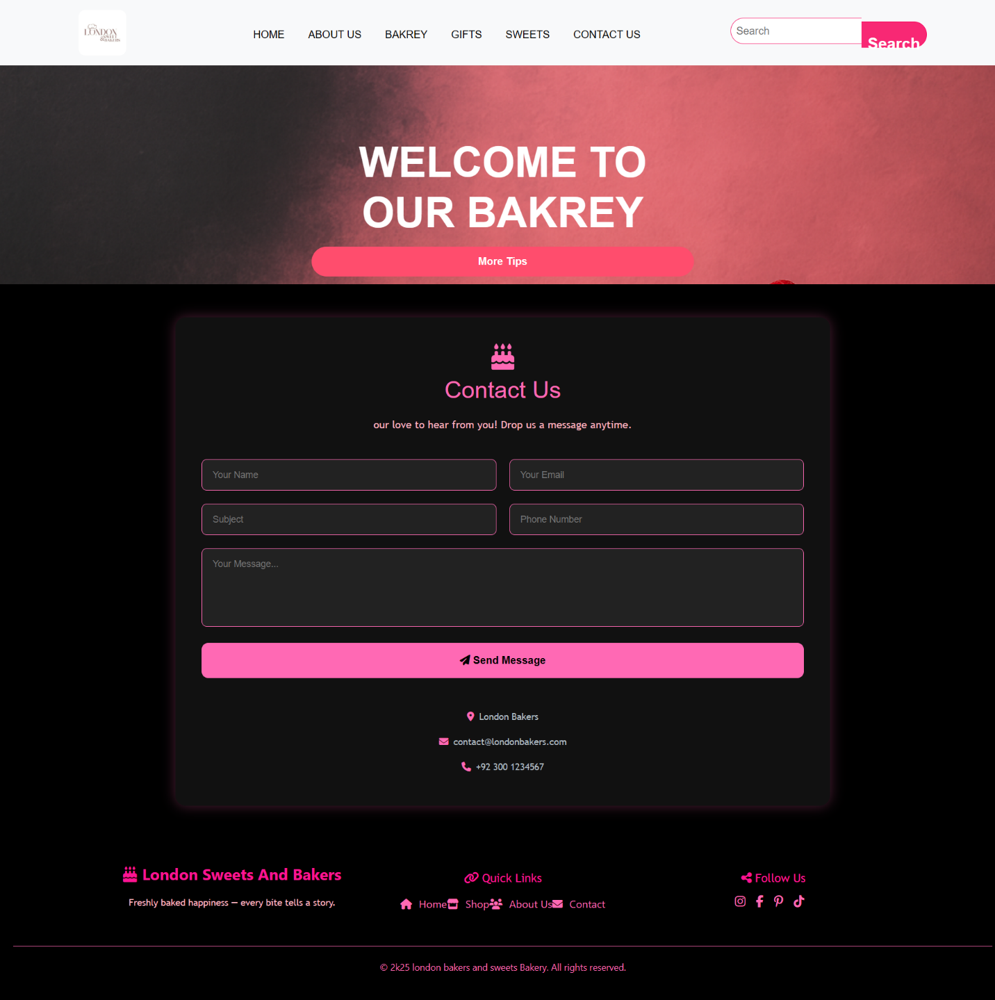 LONDON
& SWEET
& BAKERS
HOME ABOUT US BAKREY GIFTS SWEETS CONTACT US Search Search
WELCOME TO
OUR BAKREY
More Tips
Contact Us
our love to hear from you! Drop us a message anytime.
Your Name Your Email
Subject Phone Number
Your Message...
Send Message
London Bakers
contact@londonbakers.com
+92 300 1234567
London Sweets And Bakers
Freshly baked happiness — every bite tells a story.
Quick Links
Home Shop About Us Contact
Follow Us
© 2k25 london bakers and sweets Bakery. All rights reserved.